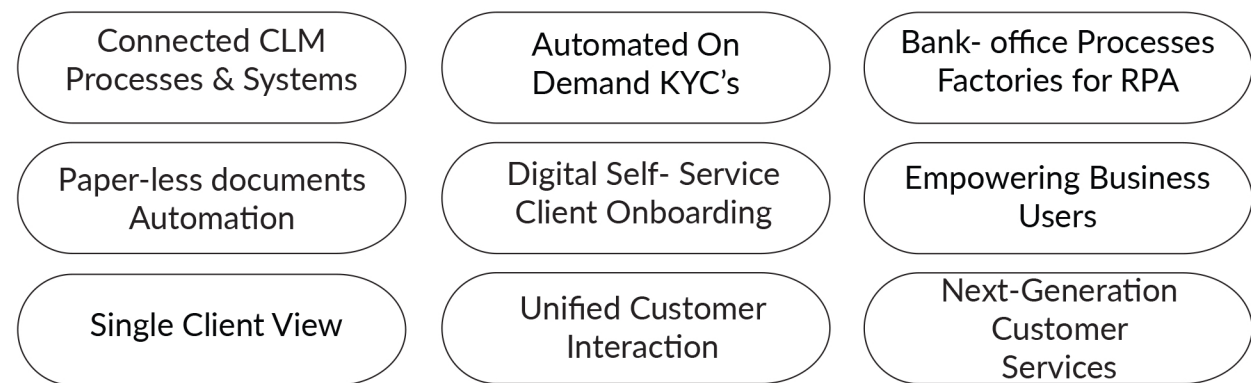 Connected CLM
Processes & Systems
Automated On
Demand KYC’s
Bank- office Processes
Factories for RPA
Paper-less documents
Automation
Digital Self- Service
Client Onboarding
Empowering Business
Users
Single Client View
Unified Customer
Interaction
Next-Generation
Customer
Services